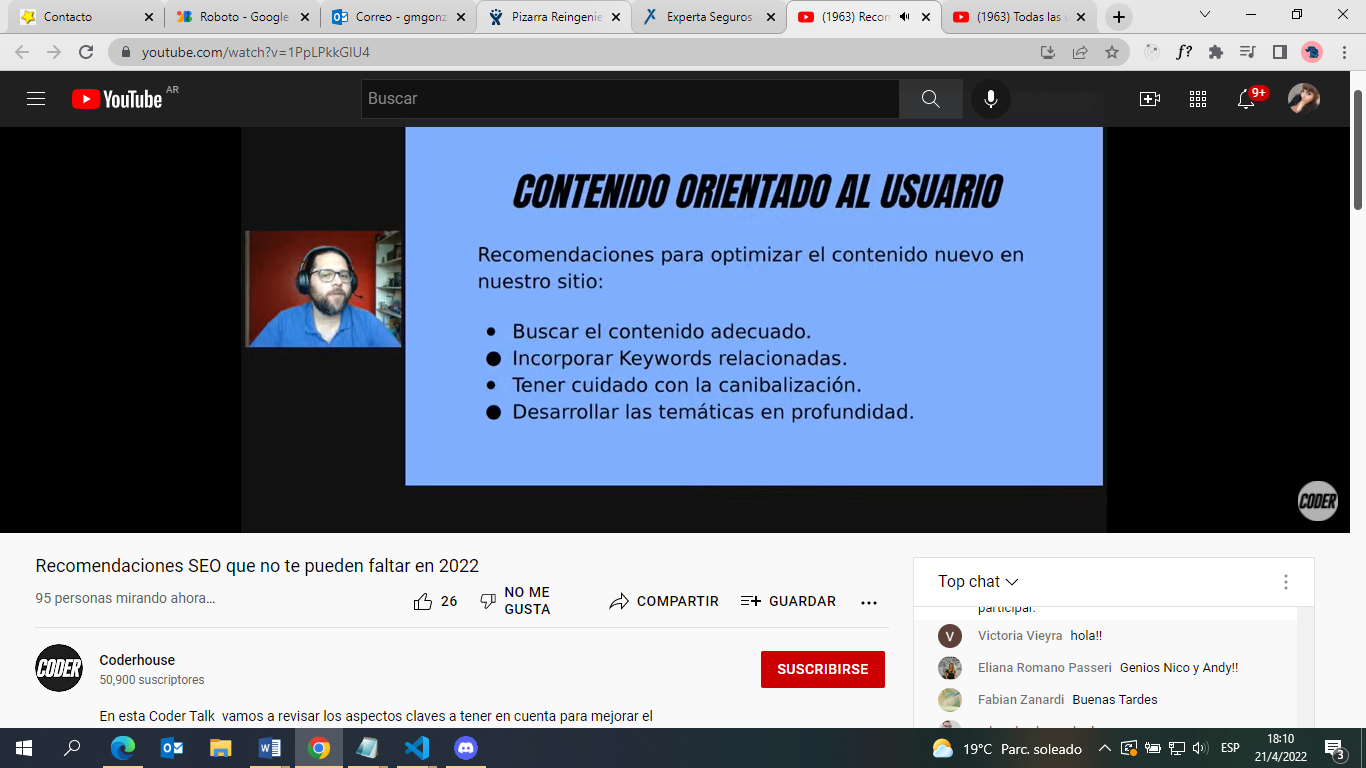 Contacto
Roboto - Google
Correo - gmgonz
Pizarra Reingenie
Experta Seguros
(1963) Recon
(1963) Todas las
youtube.com/watch?v=1PpLPkkGlU4
f?
YouTube AR
Buscar
9+
CONTENIDO ORIENTADO AL USUARIO
Recomendaciones para optimizar el contenido nuevo en
nuestro sitio:
• Buscar el contenido adecuado.
● Incorporar Keywords relacionadas.
• Tener cuidado con la canibalización.
● Desarrollar las temáticas en profundidad.
CODER
Recomendaciones SEO que no te pueden faltar en 2022
95 personas mirando ahora...
26
NO ME
GUSTA
COMPARTIR
GUARDAR
Top chat
participar.
V
Victoria Vieyra hola!!
Eliana Romano Passeri Genios Nico y Andy!!
Fabian Zanardi Buenas Tardes
CODER
Coderhouse
50,900 suscriptores
SUSCRIBIRSE
En esta Coder Talk vamos a revisar los aspectos claves a tener en cuenta para mejorar el
19°C Parc. soleado
ESP
18:10
21/4/2022
3